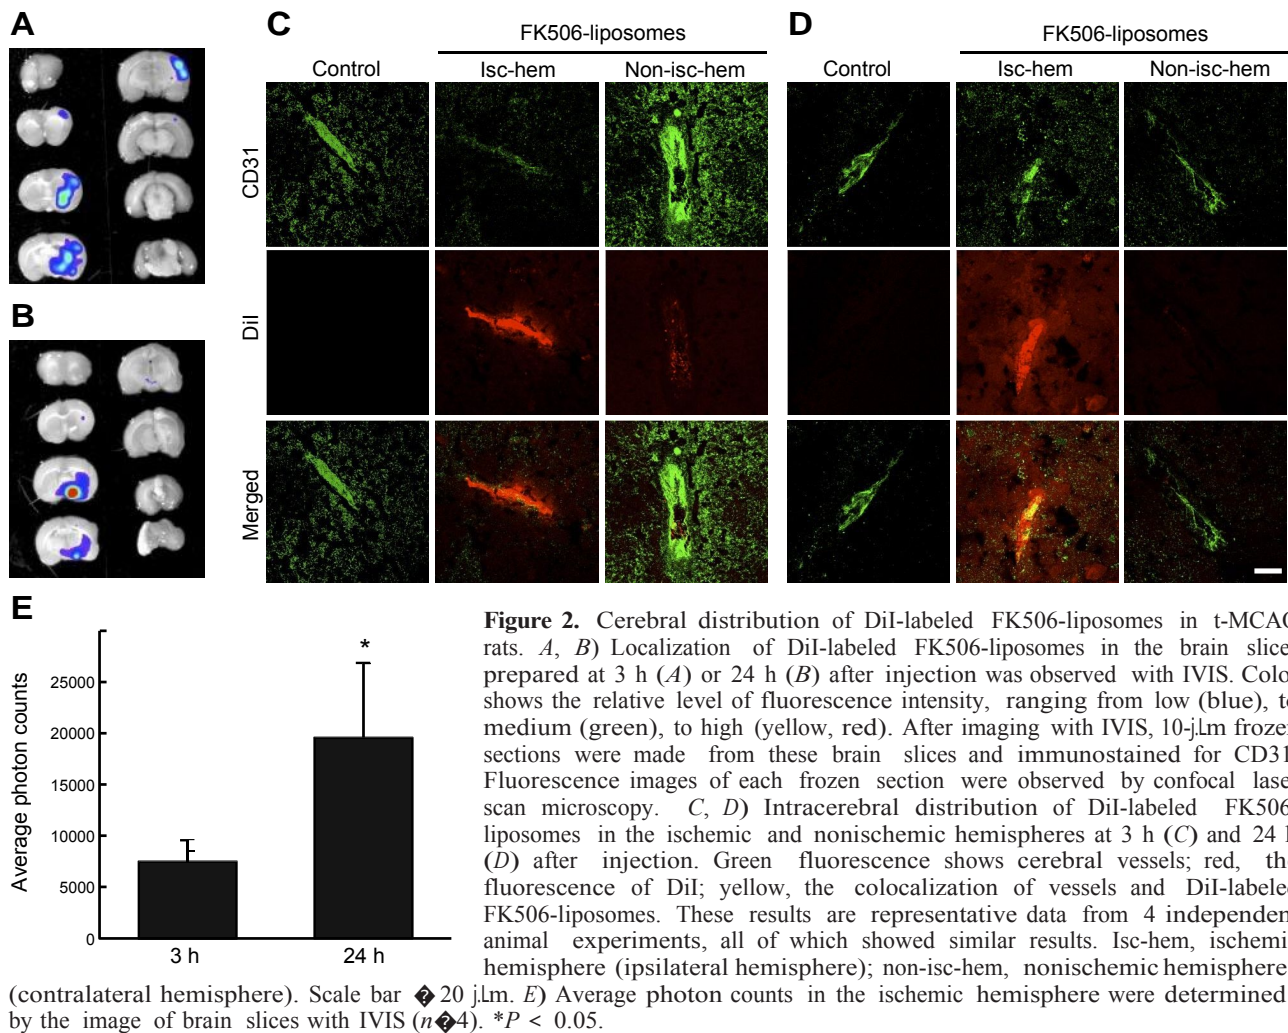 A
B
C
FK506-liposomes
Control
Isc-hem
Non-isc-hem
CD31
DiI
Merged
D
FK506-liposomes
Control
Isc-hem
Non-isc-hem
E
Average photon counts
25000
20000
15000
10000
5000
0
*
3 h
24 h
Figure 2. Cerebral distribution of DiI-labeled FK506-liposomes in t-MCAO
rats. A, B) Localization of DiI-labeled FK506-liposomes in the brain slice
prepared at 3 h (A) or 24 h (B) after injection was observed with IVIS. Colo
shows the relative level of fluorescence intensity, ranging from low (blue), t
medium (green), to high (yellow, red). After imaging with IVIS, 10-j.Lm frozen
sections were made from these brain slices and immunostained for CD31
Fluorescence images of each frozen section were observed by confocal lase
scan microscopy. C, D) Intracerebral distribution of DiI-labeled FK506
liposomes in the ischemic and nonischemic hemispheres at 3 h (C) and 24 h
(D) after injection. Green fluorescence shows cerebral vessels; red, th
fluorescence of DiI; yellow, the colocalization of vessels and DiI-labele
FK506-liposomes. These results are representative data from 4 independen
animal experiments, all of which showed similar results. Isc-hem, ischemi
hemisphere (ipsilateral hemisphere); non-isc-hem, nonischemic hemisphere
(contralateral hemisphere). Scale bar � 20 j.Lm. E) Average photon counts in the ischemic hemisphere were determined
by the image of brain slices with IVIS (n�4). *P < 0.05.